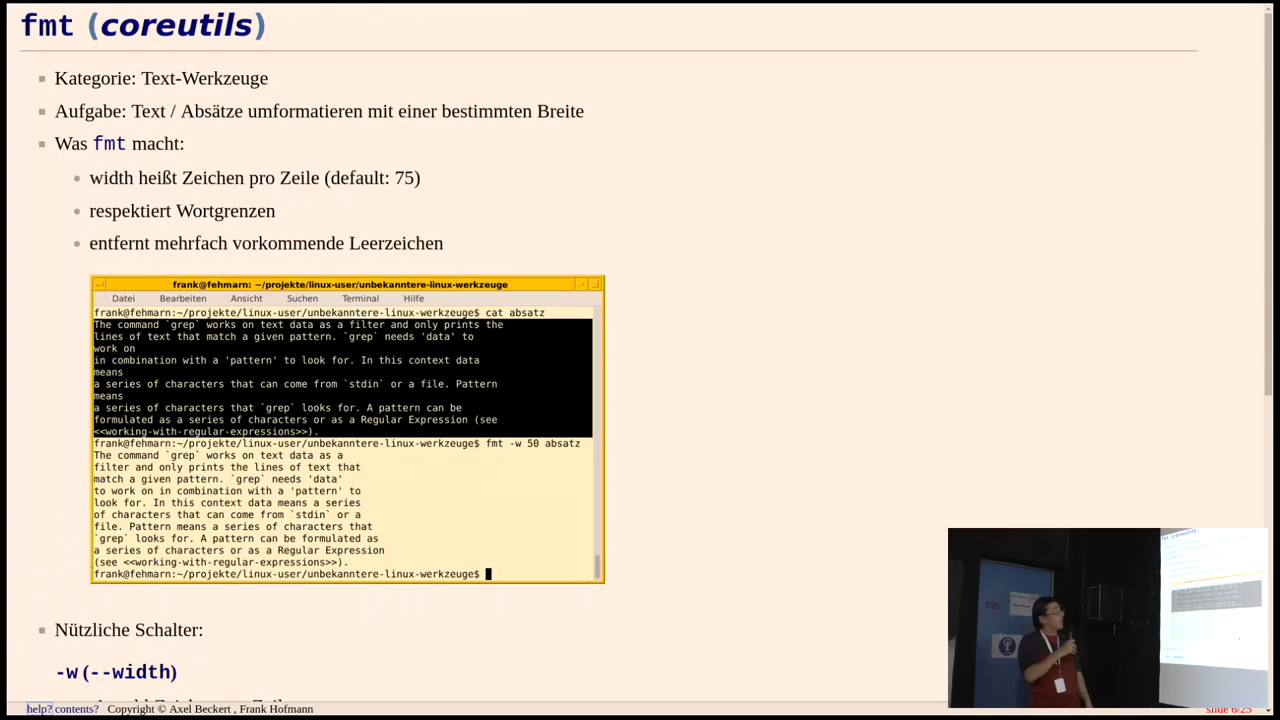 fmt (coreutils)
Kategorie: Text-Werkzeuge
Aufgabe: Text / Absätze umformatieren mit einer bestimmten Breite
Was fmt macht:
width heißt Zeichen pro Zeile (default: 75)
respektiert Wortgrenzen
entfernt mehrfach vorkommende Leerzeichen
frank@fehmarn: ~/projekte/linux-user/unbekanntere-linux-werkzeuge
Datei Bearbeiten Ansicht Suchen Terminal Hilfe
frank@fehmarn:~/projekte/linux-user/unbekanntere-linux-werkzeuge$ cat absatz
The command `grep` works on text data as a filter and only prints the
lines of text that match a given pattern. `grep` needs 'data' to
work on
in combination with a 'pattern' to look for. In this context data
means
a series of characters that can come from `stdin` or a file. Pattern
means
a series of characters that `grep` looks for. A pattern can be
formulated as a series of characters or as a Regular Expression (see
<<working-with-regular-expressions>>).
frank@fehmarn:~/projekte/linux-user/unbekanntere-linux-werkzeuge$ fmt -w 50 absatz
The command `grep` works on text data as a
filter and only prints the lines of text that
match a given pattern. `grep` needs 'data'
to work on in combination with a 'pattern' to
look for. In this context data means a series
of characters that can come from `stdin` or a
file. Pattern means a series of characters that
`grep` looks for. A pattern can be formulated as
a series of characters or as a Regular Expression
(see <<working-with-regular-expressions>>).
frank@fehmarn:~/projekte/linux-user/unbekanntere-linux-werkzeuge$
Nützliche Schalter:
-w (--width)
help? contents? Copyright © Axel Beckert , Frank Hofmann
slide 6/25